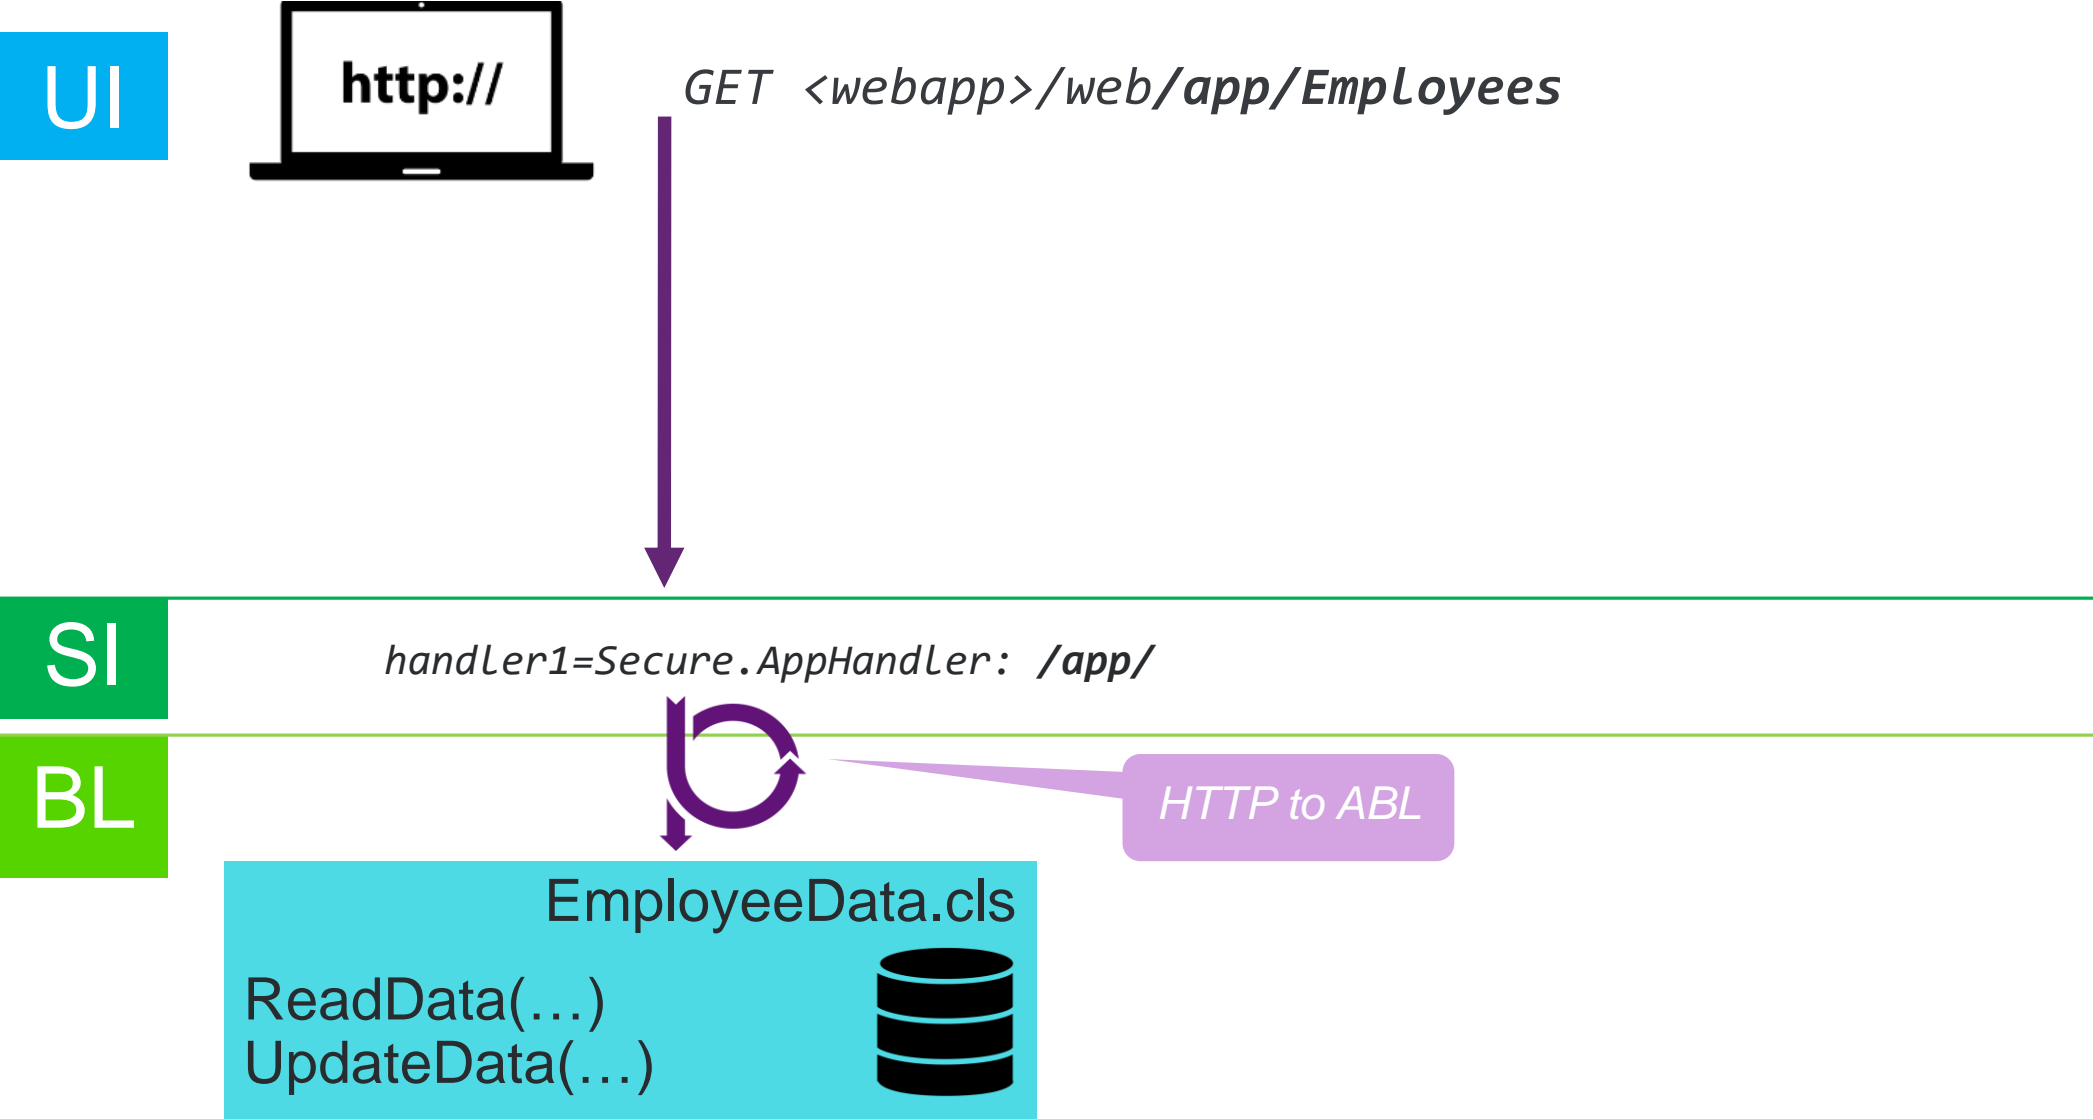 UI
http://
GET <webapp>/web/app/Employees
SI
handler1=Secure.AppHandler: /app/
BL
HTTP to ABL
EmployeeData.cls
ReadData(…)
UpdateData(…)